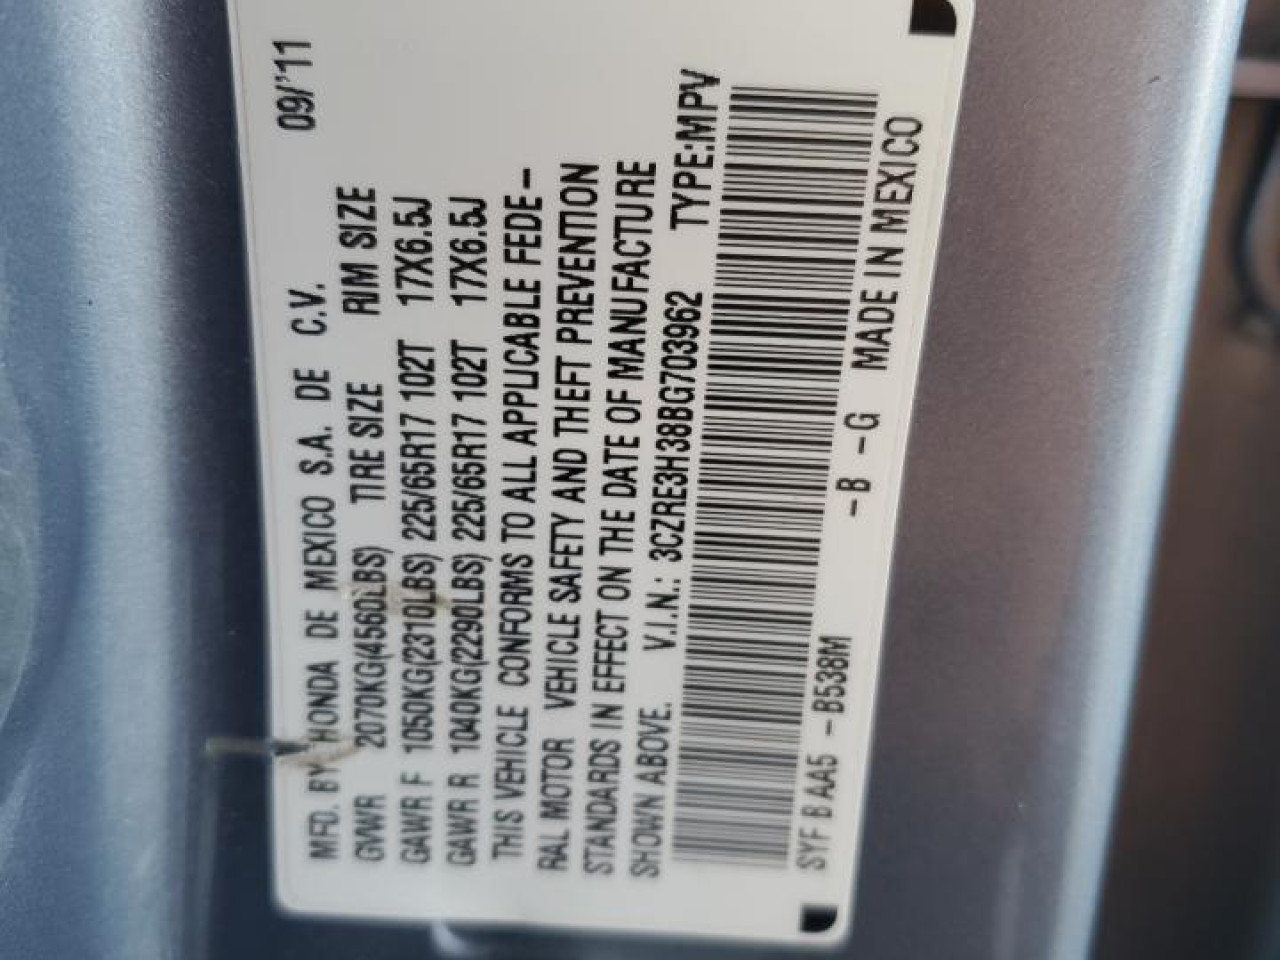 MFD. BY HONDA DE MEXICO S.A. DE C.V. 09/'11
GVWR 2070KG(4560LBS) TIRE SIZE RIM SIZE
GAWR F 1050KG(2310LBS) 225/65R17 102T 17X6.5J
GAWR R 1040KG(2290LBS) 225/65R17 102T 17X6.5J
THIS VEHICLE CONFORMS TO ALL APPLICABLE FEDE-
RAL MOTOR VEHICLE SAFETY AND THEFT PREVENTION
STANDARDS IN EFFECT ON THE DATE OF MANUFACTURE
SHOWN ABOVE. V.I.N.: 3CZRE3H38BG703962 TYPE:MPV
SYF B AA5 -B538M -B -G MADE IN MEXICO